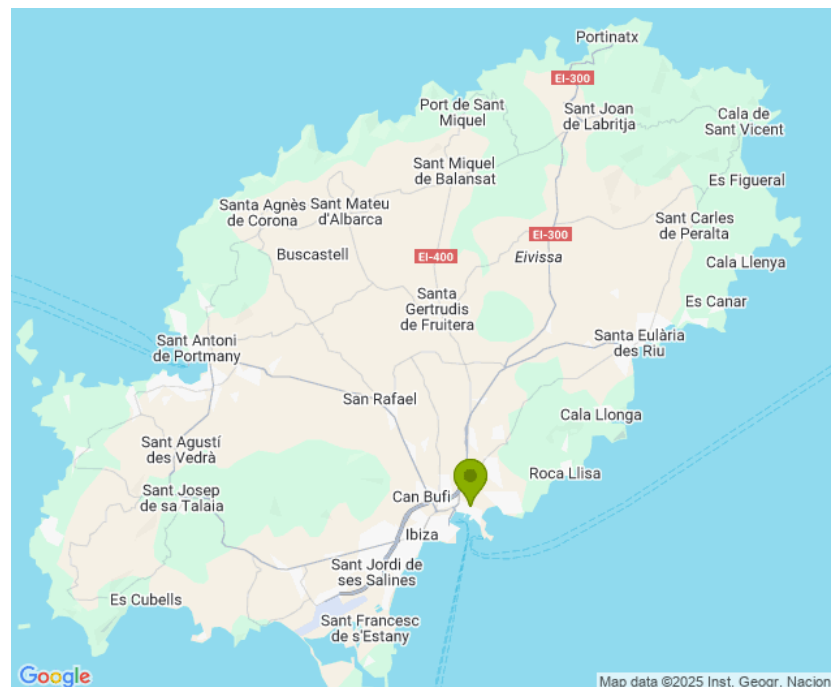 Portinatx
EI-300
Port de Sant
Miquel
Sant Joan
de Labritja
Cala de
Sant Vicent
Sant Miquel
de Balansat
Es Figueral
Santa Agnès
de Corona
Sant Mateu
d'Albarca
Sant Carles
de Peralta
EI-300
Buscastell
EI-400
Eivissa
Cala Llenya
Santa
Gertrudis
de Fruitera
Es Canar
Sant Antoni
de Portmany
Santa Eulària
des Riu
San Rafael
Cala Llonga
Sant Agustí
des Vedrà
Roca Llisa
Sant Josep
de sa Talaia
Can Bufí
Ibiza
Sant Jordi de
ses Salines
Es Cubells
Sant Francesc
de s'Estany
Google
Map data ©2025 Inst. Geogr. Nacion